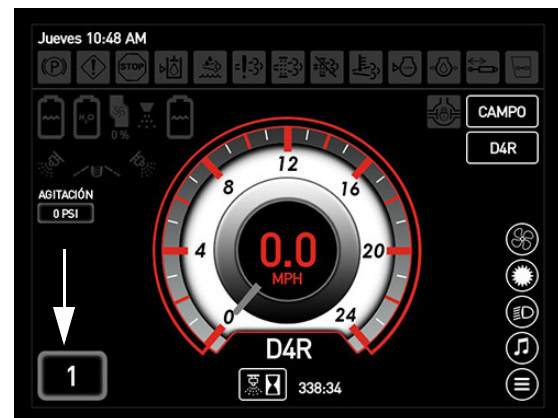 Jueves 10:48 AM
(P)
STOP
H₂O
0 %
CAMPO
D4R
AGITACIÓN
0 PSI
0
4
8
12
16
20
24
0.0
MPH
D4R
338:34
1